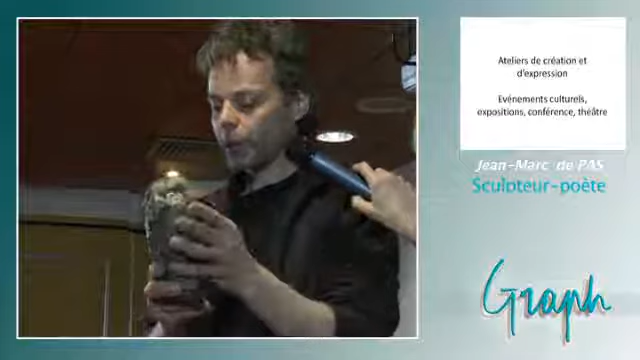 Ateliers de création et
d'expression
Evénements culturels,
expositions, conférence, théâtre
Jean-Marc de PAS
Sculpteur-poète
Graph